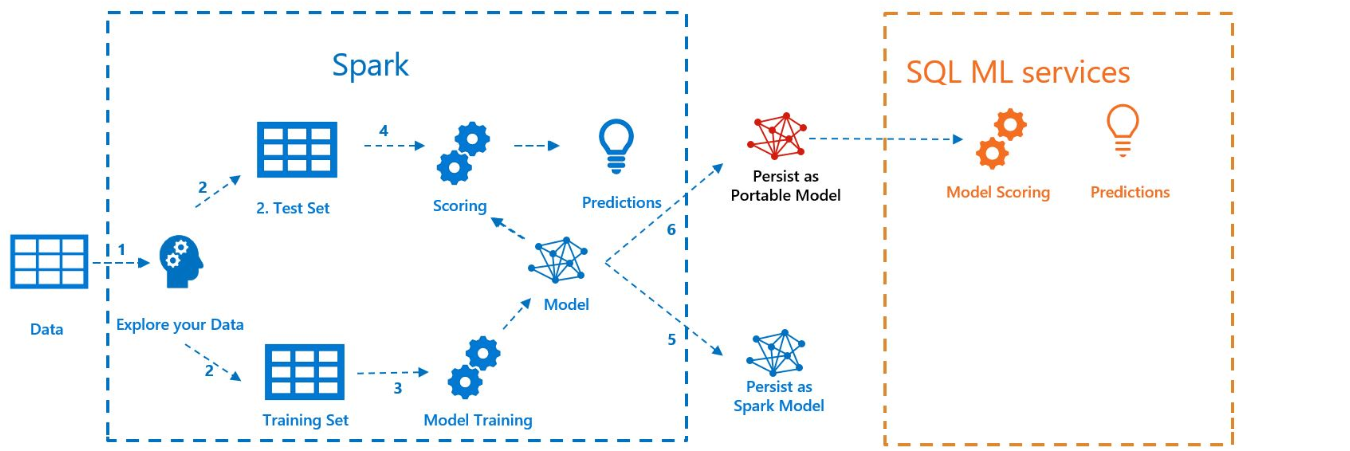 Spark
SQL ML services
4
2
2. Test Set
Scoring
Predictions
Persist as
Portable Model
Model Scoring
Predictions
6
1
Data
Explore your Data
Model
2
3
5
Training Set
Model Training
Persist as
Spark Model